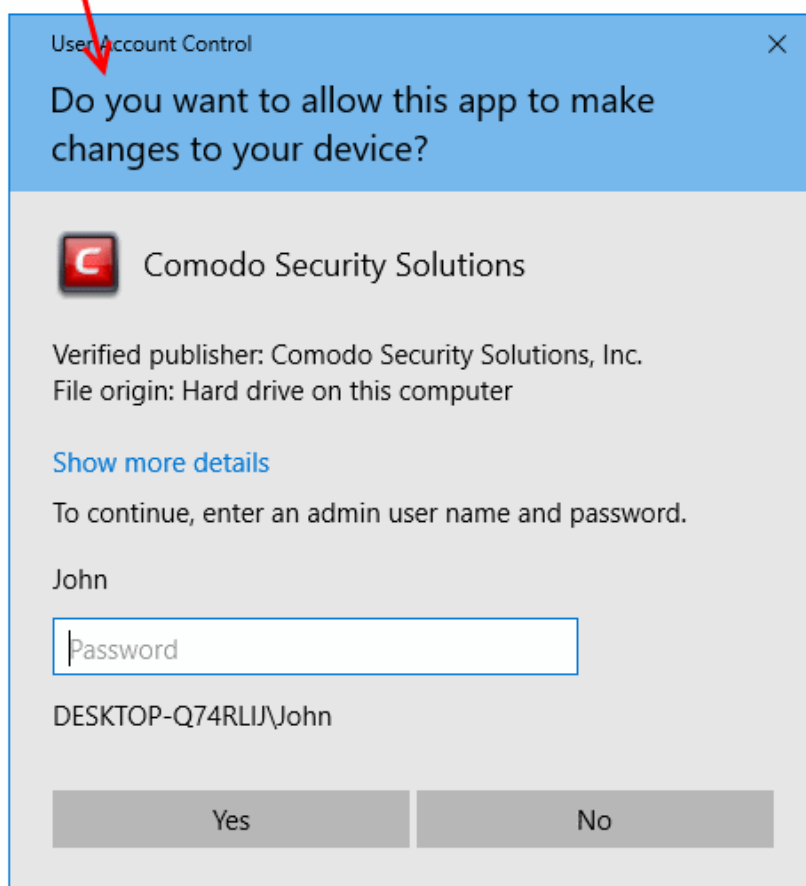 User Account Control
Do you want to allow this app to make
changes to your device?
Comodo Security Solutions
Verified publisher: Comodo Security Solutions, Inc.
File origin: Hard drive on this computer
Show more details
To continue, enter an admin user name and password.
John
Password
DESKTOP-Q74RLIJ\John
Yes
No